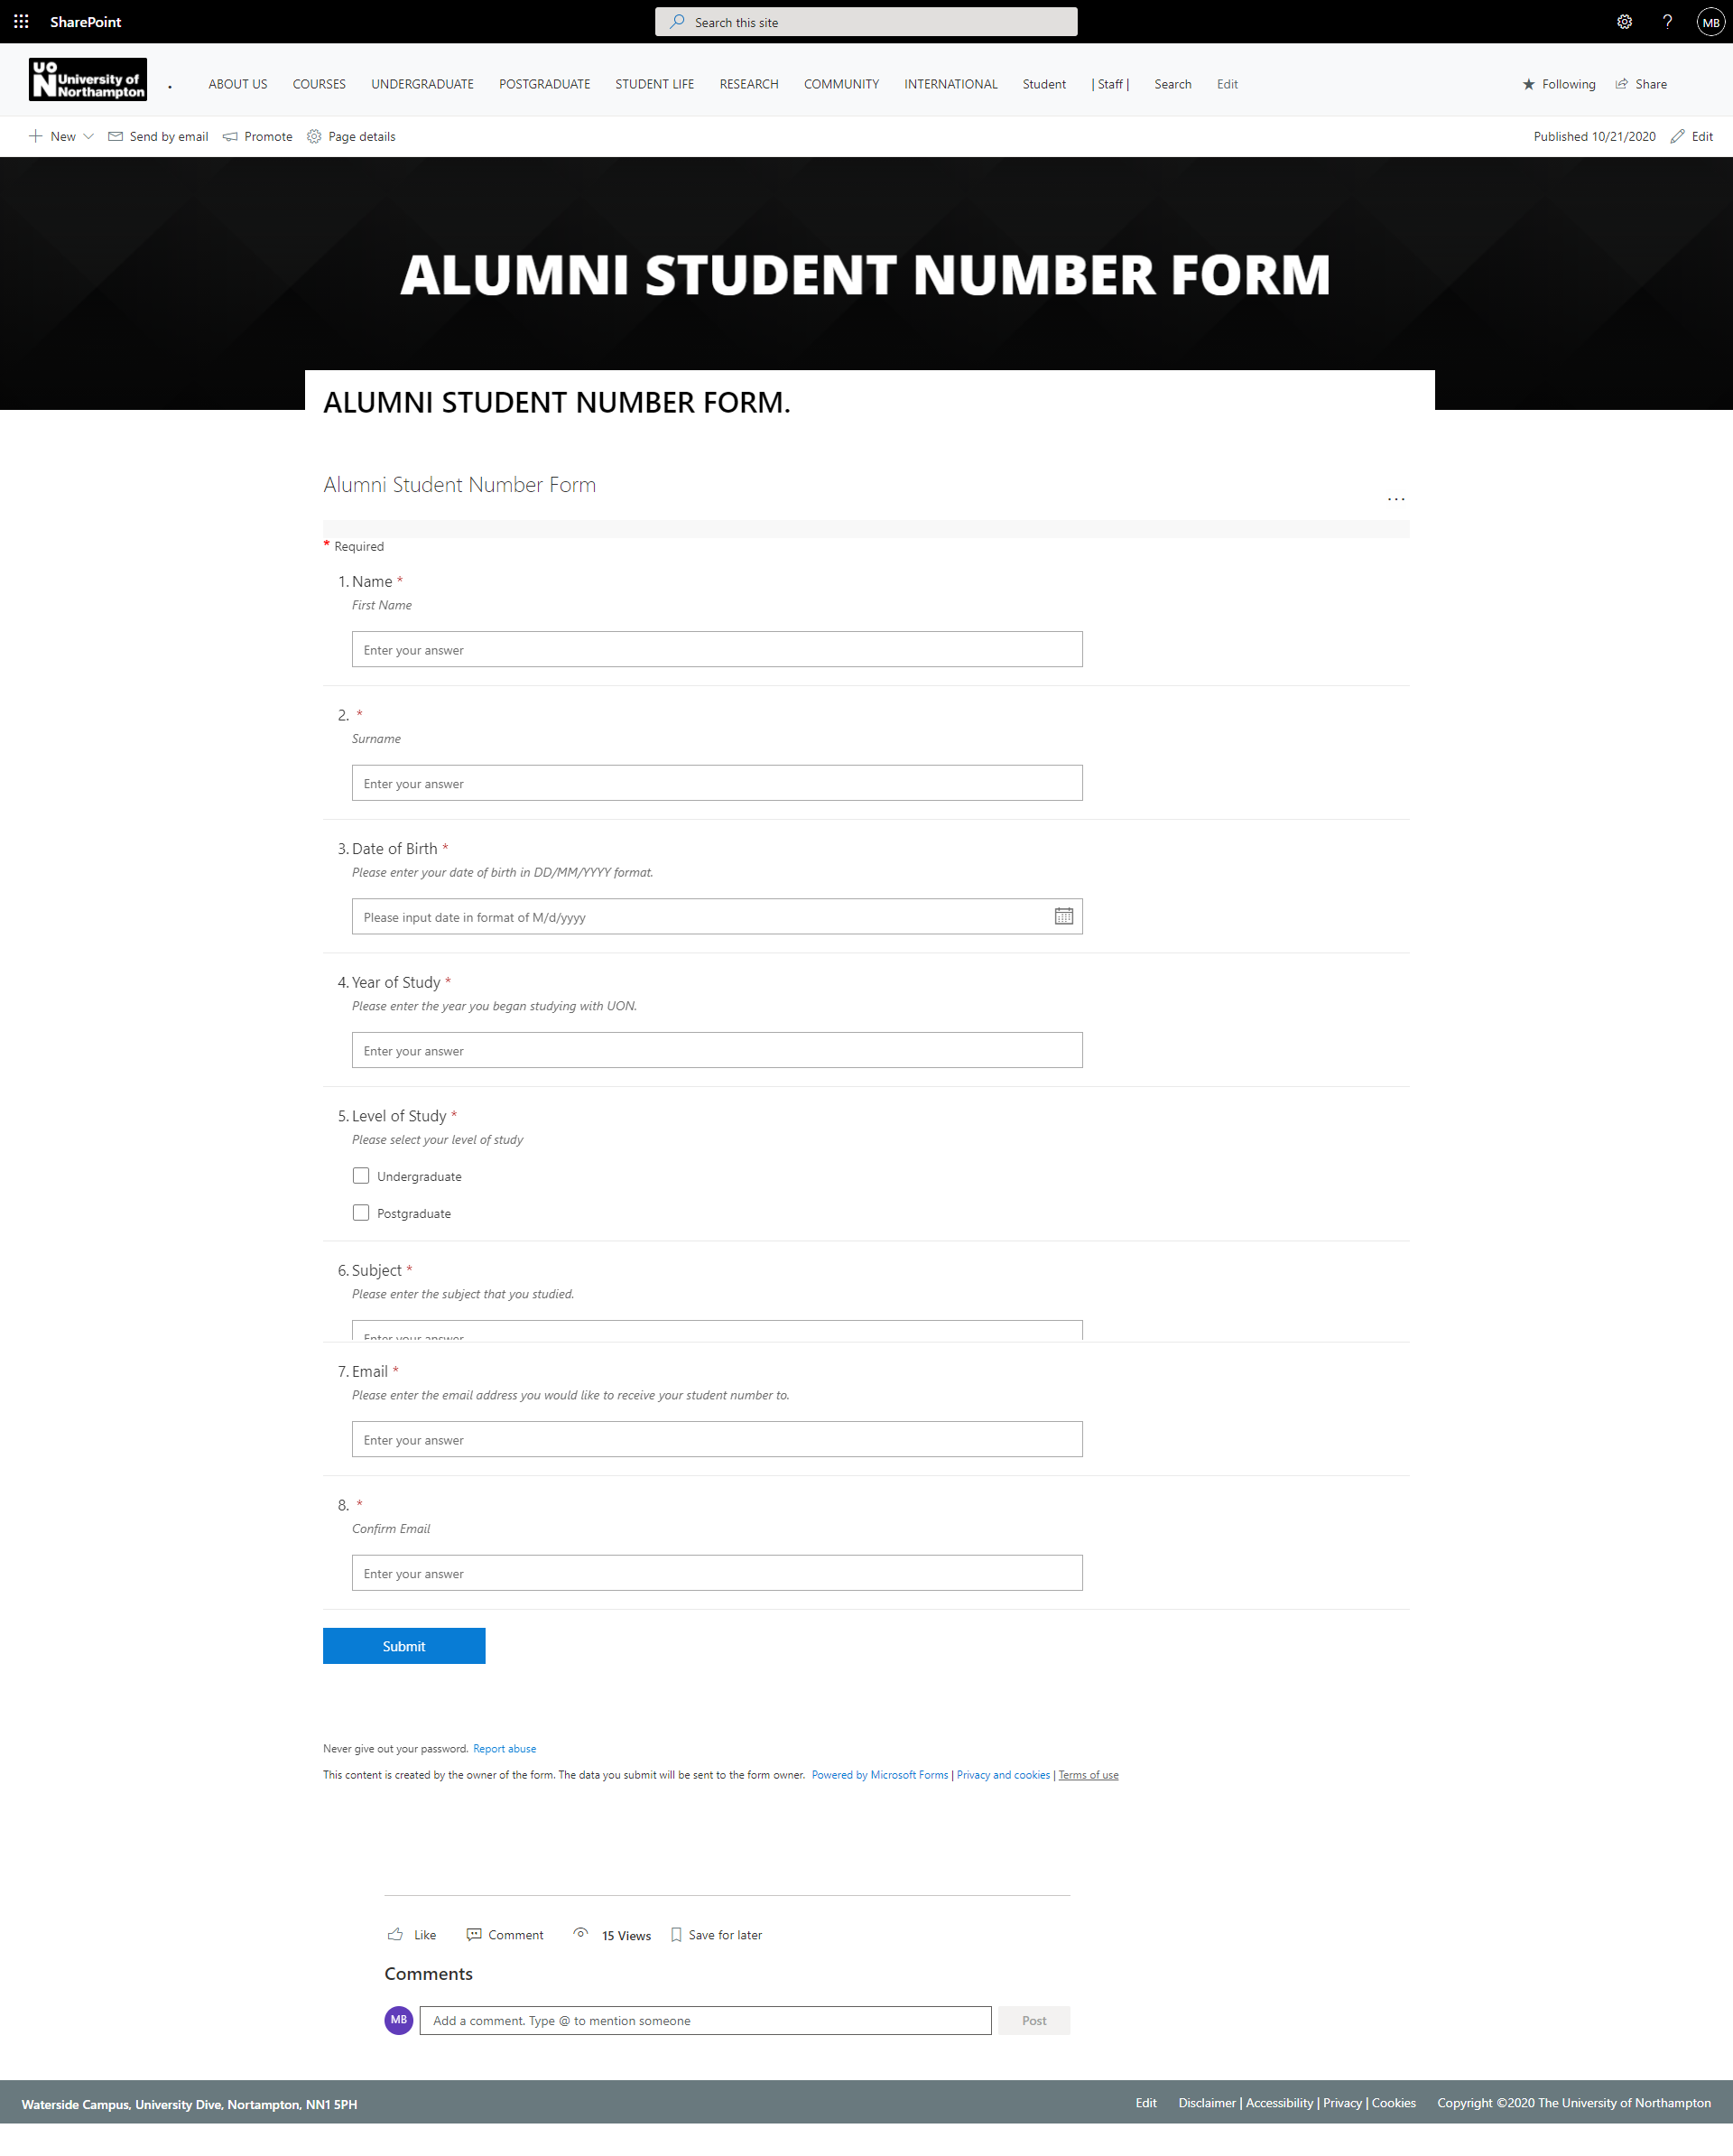 SharePoint
Search this site
MB
UO
N University of
Northampton
.
ABOUT US COURSES UNDERGRADUATE POSTGRADUATE STUDENT LIFE RESEARCH COMMUNITY INTERNATIONAL Student | Staff | Search Edit
Following Share
New Send by email Promote Page details
Published 10/21/2020 Edit
ALUMNI STUDENT NUMBER FORM
ALUMNI STUDENT NUMBER FORM.
Alumni Student Number Form
...
* Required
1. Name *
First Name
Enter your answer
2. *
Surname
Enter your answer
3. Date of Birth *
Please enter your date of birth in DD/MM/YYYY format.
Please input date in format of M/d/yyyy
4. Year of Study *
Please enter the year you began studying with UON.
Enter your answer
5. Level of Study *
Please select your level of study
Undergraduate
Postgraduate
6. Subject *
Please enter the subject that you studied.
Enter your answer
7. Email *
Please enter the email address you would like to receive your student number to.
Enter your answer
8. *
Confirm Email
Enter your answer
Submit
Never give out your password. Report abuse
This content is created by the owner of the form. The data you submit will be sent to the form owner. Powered by Microsoft Forms | Privacy and cookies | Terms of use
Like Comment 15 Views Save for later
Comments
MB Add a comment. Type @ to mention someone Post
Waterside Campus, University Dive, Nortampton, NN1 5PH
Edit Disclaimer | Accessibility | Privacy | Cookies Copyright ©2020 The University of Northampton